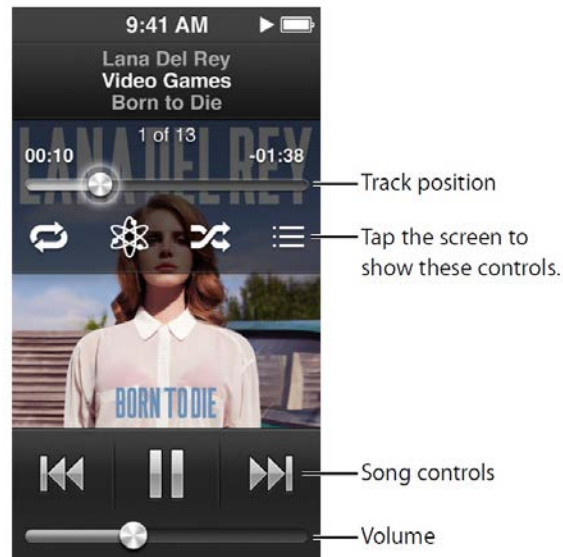 9:41 AM
Lana Del Rey
Video Games
Born to Die
LANA DEL REY
1 of 13
00:10
-01:38
Track position
Tap the screen to
show these controls.
BORN TO DIE
Song controls
Volume